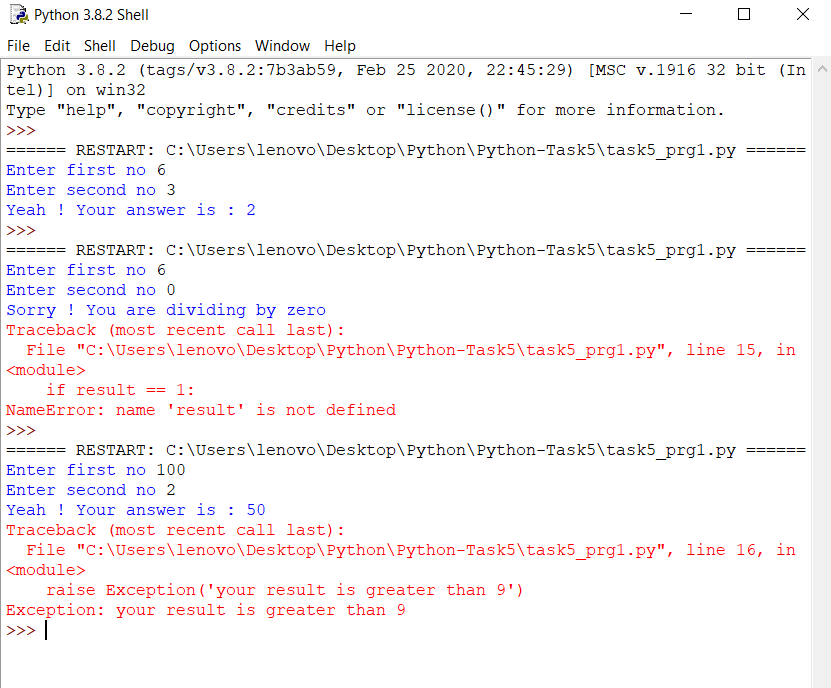 Python 3.8.2 Shell
File Edit Shell Debug Options Window Help
Python 3.8.2 (tags/v3.8.2:7b3ab59, Feb 25 2020, 22:45:29) [MSC v.1916 32 bit (In
tel)] on win32
Type "help", "copyright", "credits" or "license()" for more information.
>>>
====== RESTART: C:\Users\lenovo\Desktop\Python\Python-Task5\task5_prg1.py ======
Enter first no 6
Enter second no 3
Yeah ! Your answer is : 2
>>>
====== RESTART: C:\Users\lenovo\Desktop\Python\Python-Task5\task5_prg1.py ======
Enter first no 6
Enter second no 0
Sorry ! You are dividing by zero
Traceback (most recent call last):
  File "C:\Users\lenovo\Desktop\Python\Python-Task5\task5_prg1.py", line 15, in
<module>
    if result == 1:
NameError: name 'result' is not defined
>>>
====== RESTART: C:\Users\lenovo\Desktop\Python\Python-Task5\task5_prg1.py ======
Enter first no 100
Enter second no 2
Yeah ! Your answer is : 50
Traceback (most recent call last):
  File "C:\Users\lenovo\Desktop\Python\Python-Task5\task5_prg1.py", line 16, in
<module>
    raise Exception('your result is greater than 9')
Exception: your result is greater than 9
>>>